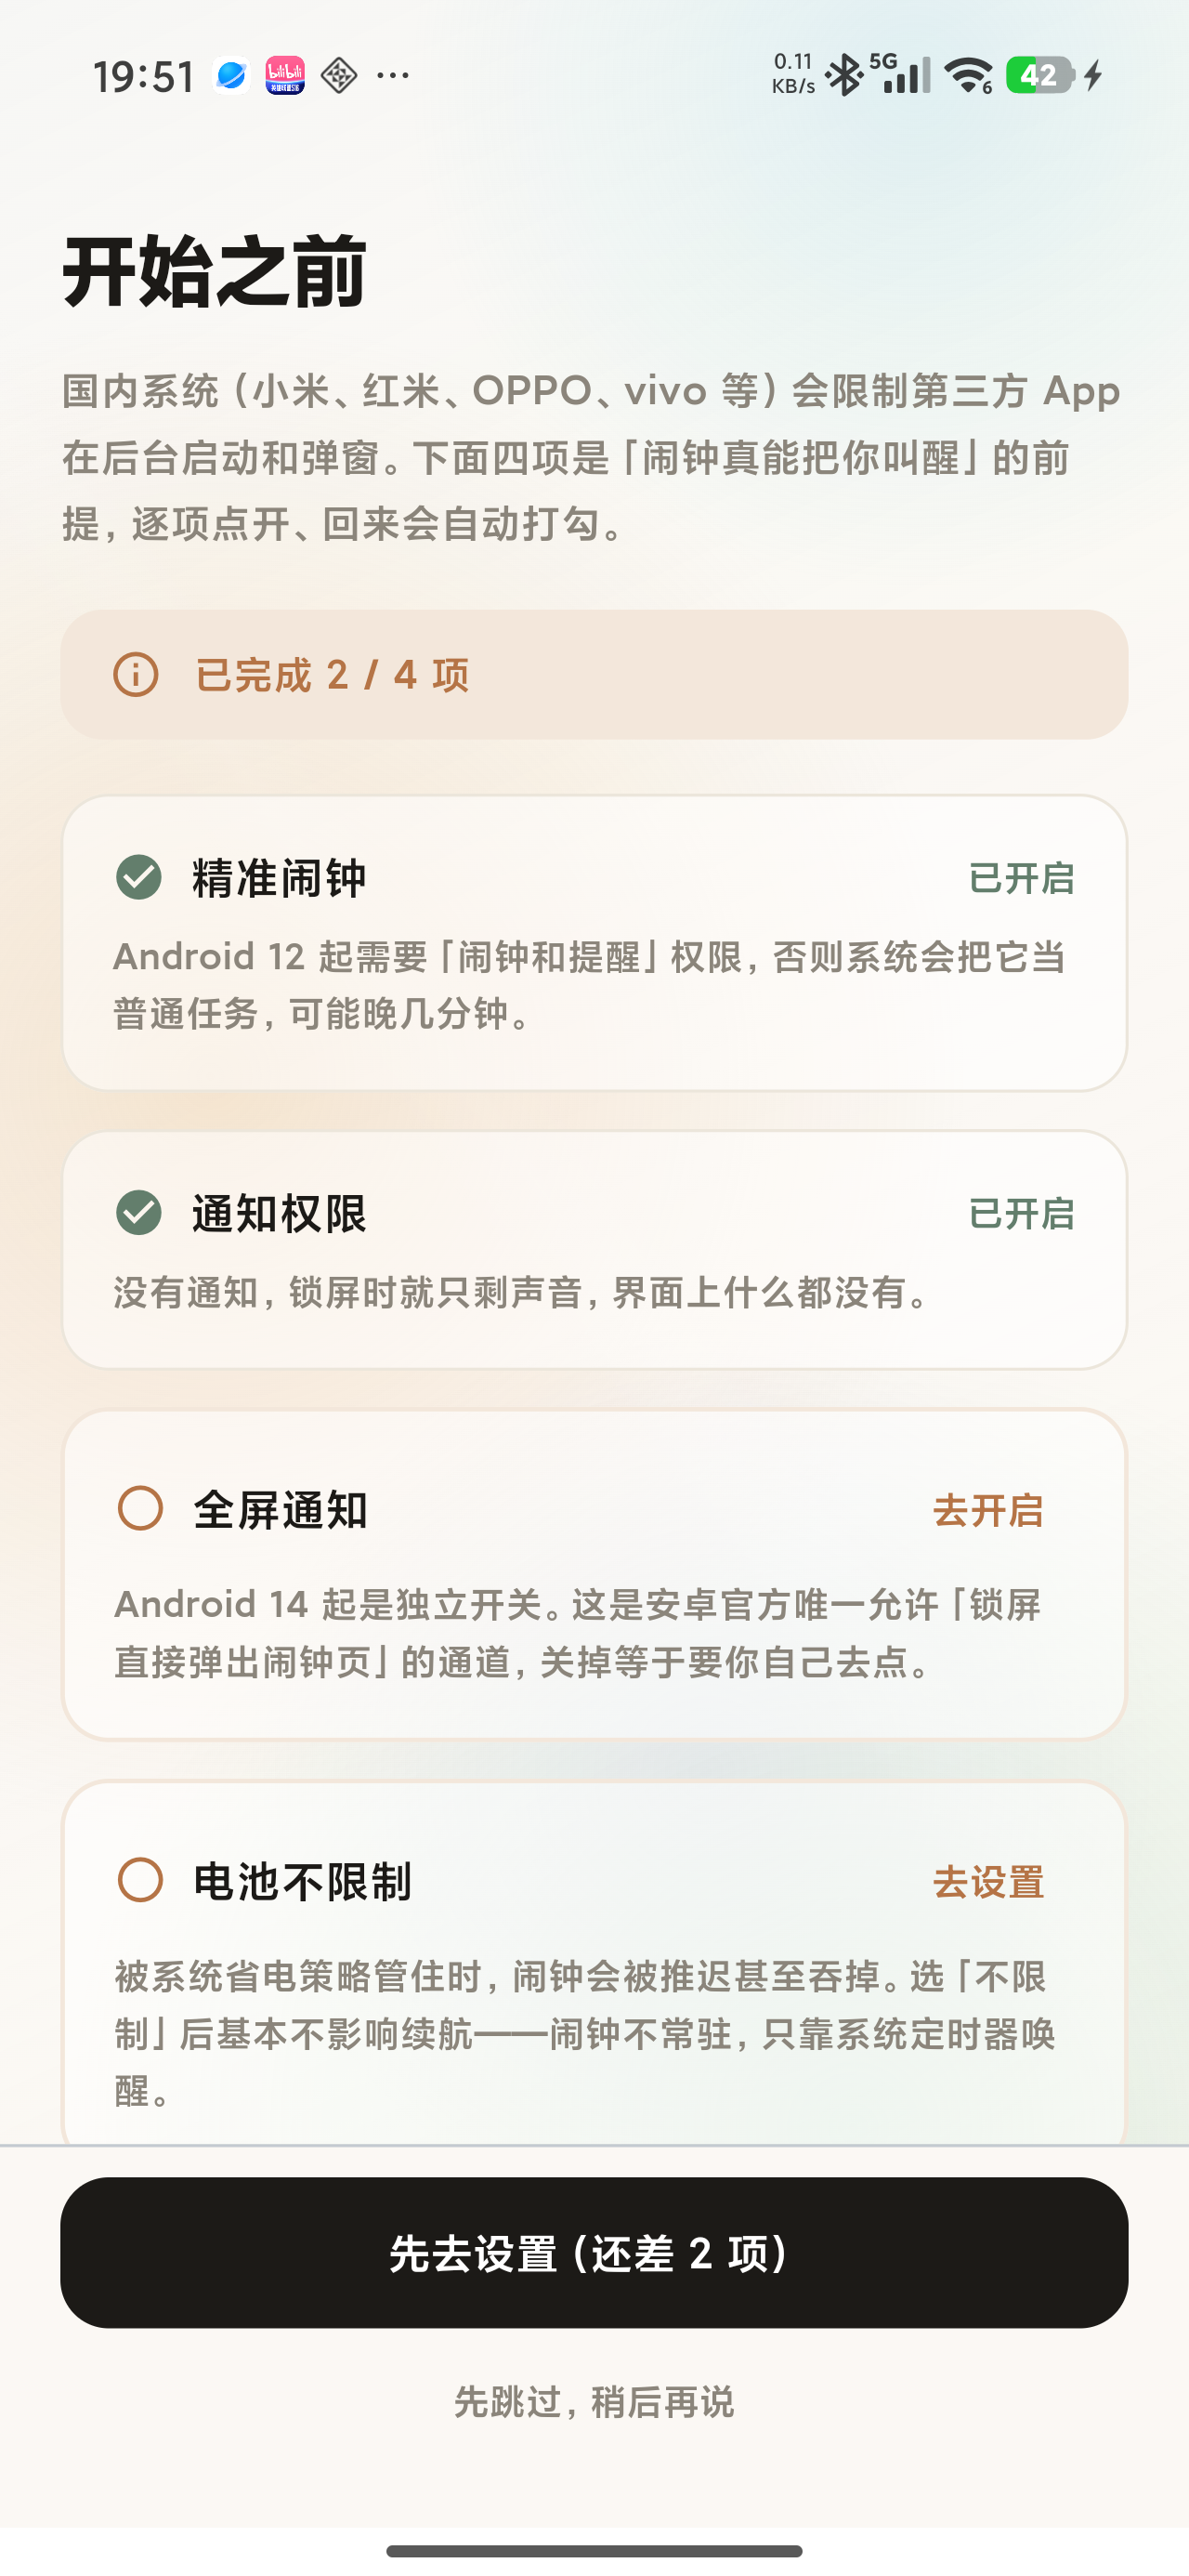 19:51
bilibili
0.11
KB/s
5G
6
42
开始之前
国内系统（小米、红米、OPPO、vivo 等）会限制第三方 App
在后台启动和弹窗。下面四项是「闹钟真能把你叫醒」的前
提，逐项点开、回来会自动打勾。
已完成 2 / 4 项
精准闹钟
已开启
Android 12 起需要「闹钟和提醒」权限，否则系统会把它当
普通任务，可能晚几分钟。
通知权限
已开启
没有通知，锁屏时就只剩声音，界面上什么都没有。
全屏通知
去开启
Android 14 起是独立开关。这是安卓官方唯一允许「锁屏
直接弹出闹钟页」的通道，关掉等于要你自己去点。
电池不限制
去设置
被系统省电策略管住时，闹钟会被推迟甚至吞掉。选「不限
制」后基本不影响续航——闹钟不常驻，只靠系统定时器唤
醒。
先去设置（还差 2 项）
先跳过，稍后再说